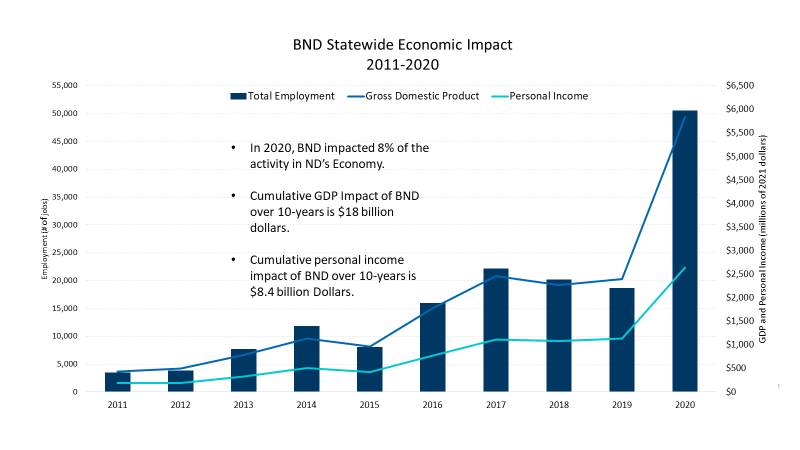 BND Statewide Economic Impact
2011-2020
Total Employment Gross Domestic Product Personal Income
• In 2020, BND impacted 8% of the
activity in ND's Economy.
• Cumulative GDP Impact of BND
over 10-years is $18 billion
dollars.
• Cumulative personal income
impact of BND over 10-years is
$8.4 billion Dollars.
Employment (# of jobs)
55,000
50,000
45,000
40,000
35,000
30,000
25,000
20,000
15,000
10,000
5,000
0
$6,500
$6,000
$5,500
$5,000
$4,500
$4,000
$3,500
$3,000
$2,500
$2,000
$1,500
$1,000
$500
$0
GDP and Personal Income (millions of 2021 dollars)
2011 2012 2013 2014 2015 2016 2017 2018 2019 2020